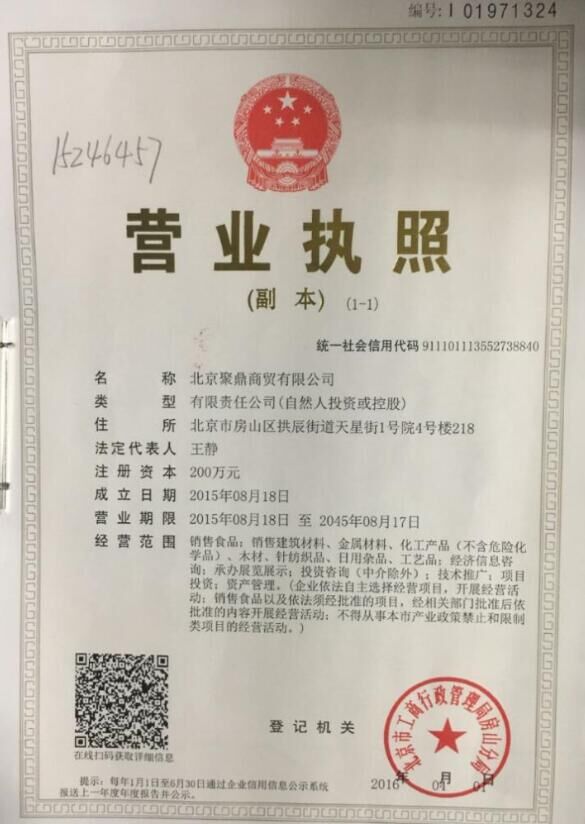 编号: I 01971324
15246457
营业执照
(副 本) (1-1)
统一社会信用代码 911101113552738840
名 称 北京聚鼎商贸有限公司
类 型 有限责任公司(自然人投资或控股)
住 所 北京市房山区拱辰街道天星街1号院4号楼218
法定代表人 王静
注册资本 200万元
成立日期 2015年08月18日
营业期限 2015年08月18日 至 2045年08月17日
经营范围 销售食品；销售建筑材料、金属材料、化工产品（不含危险化
学品）、木材、针纺织品、日用杂品、工艺品；经济信息咨
询；承办展览展示；投资咨询（中介除外）；技术推广；项目
投资；资产管理。（企业依法自主选择经营项目，开展经营活
动；销售食品以及依法须经批准的项目，经相关部门批准后依
批准的内容开展经营活动；不得从事本市产业政策禁止和限制
类项目的经营活动。）
在线扫码获取详细信息
登记机关
北京市工商行政管理局房山分局
2016 年 01 月 01 日
提示：每年1月1日至6月30日通过企业信用信息公示系统
报送上一年度年度报告并公示。